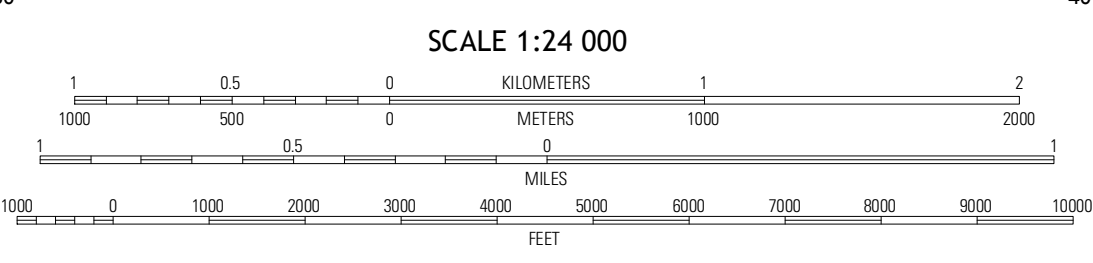 SCALE 1:24 000
1 0.5 0 KILOMETERS 1 2
1000 500 0 METERS 1000 2000
1 0.5 0 1
MILES
1000 0 1000 2000 3000 4000 5000 6000 7000 8000 9000 10000
FEET